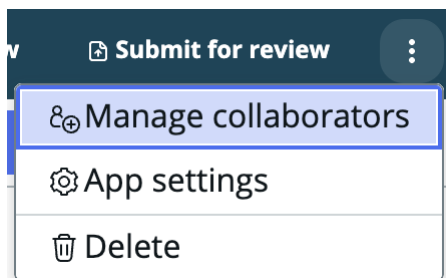 w Submit for review
Manage collaborators
App settings
Delete